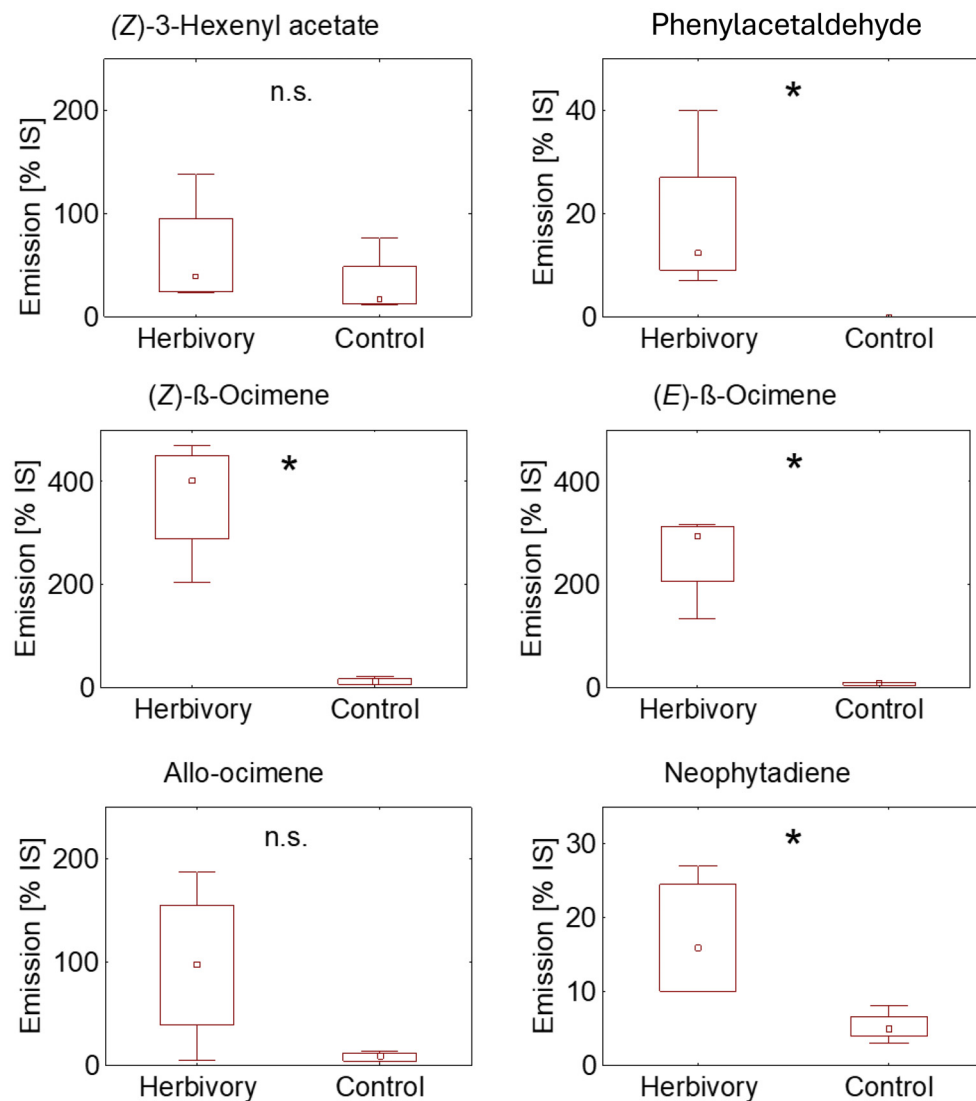 (Z)-3-Hexenyl acetate
Emission [% IS]
200
100
0
n.s.
Herbivory Control
Phenylacetaldehyde
Emission [% IS]
40
20
0
*
Herbivory Control
(Z)-ß-Ocimene
Emission [% IS]
400
200
0
*
Herbivory Control
(E)-ß-Ocimene
Emission [% IS]
400
200
0
*
Herbivory Control
Allo-ocimene
Emission [% IS]
200
100
0
n.s.
Herbivory Control
Neophytadiene
Emission [% IS]
30
20
10
0
*
Herbivory Control